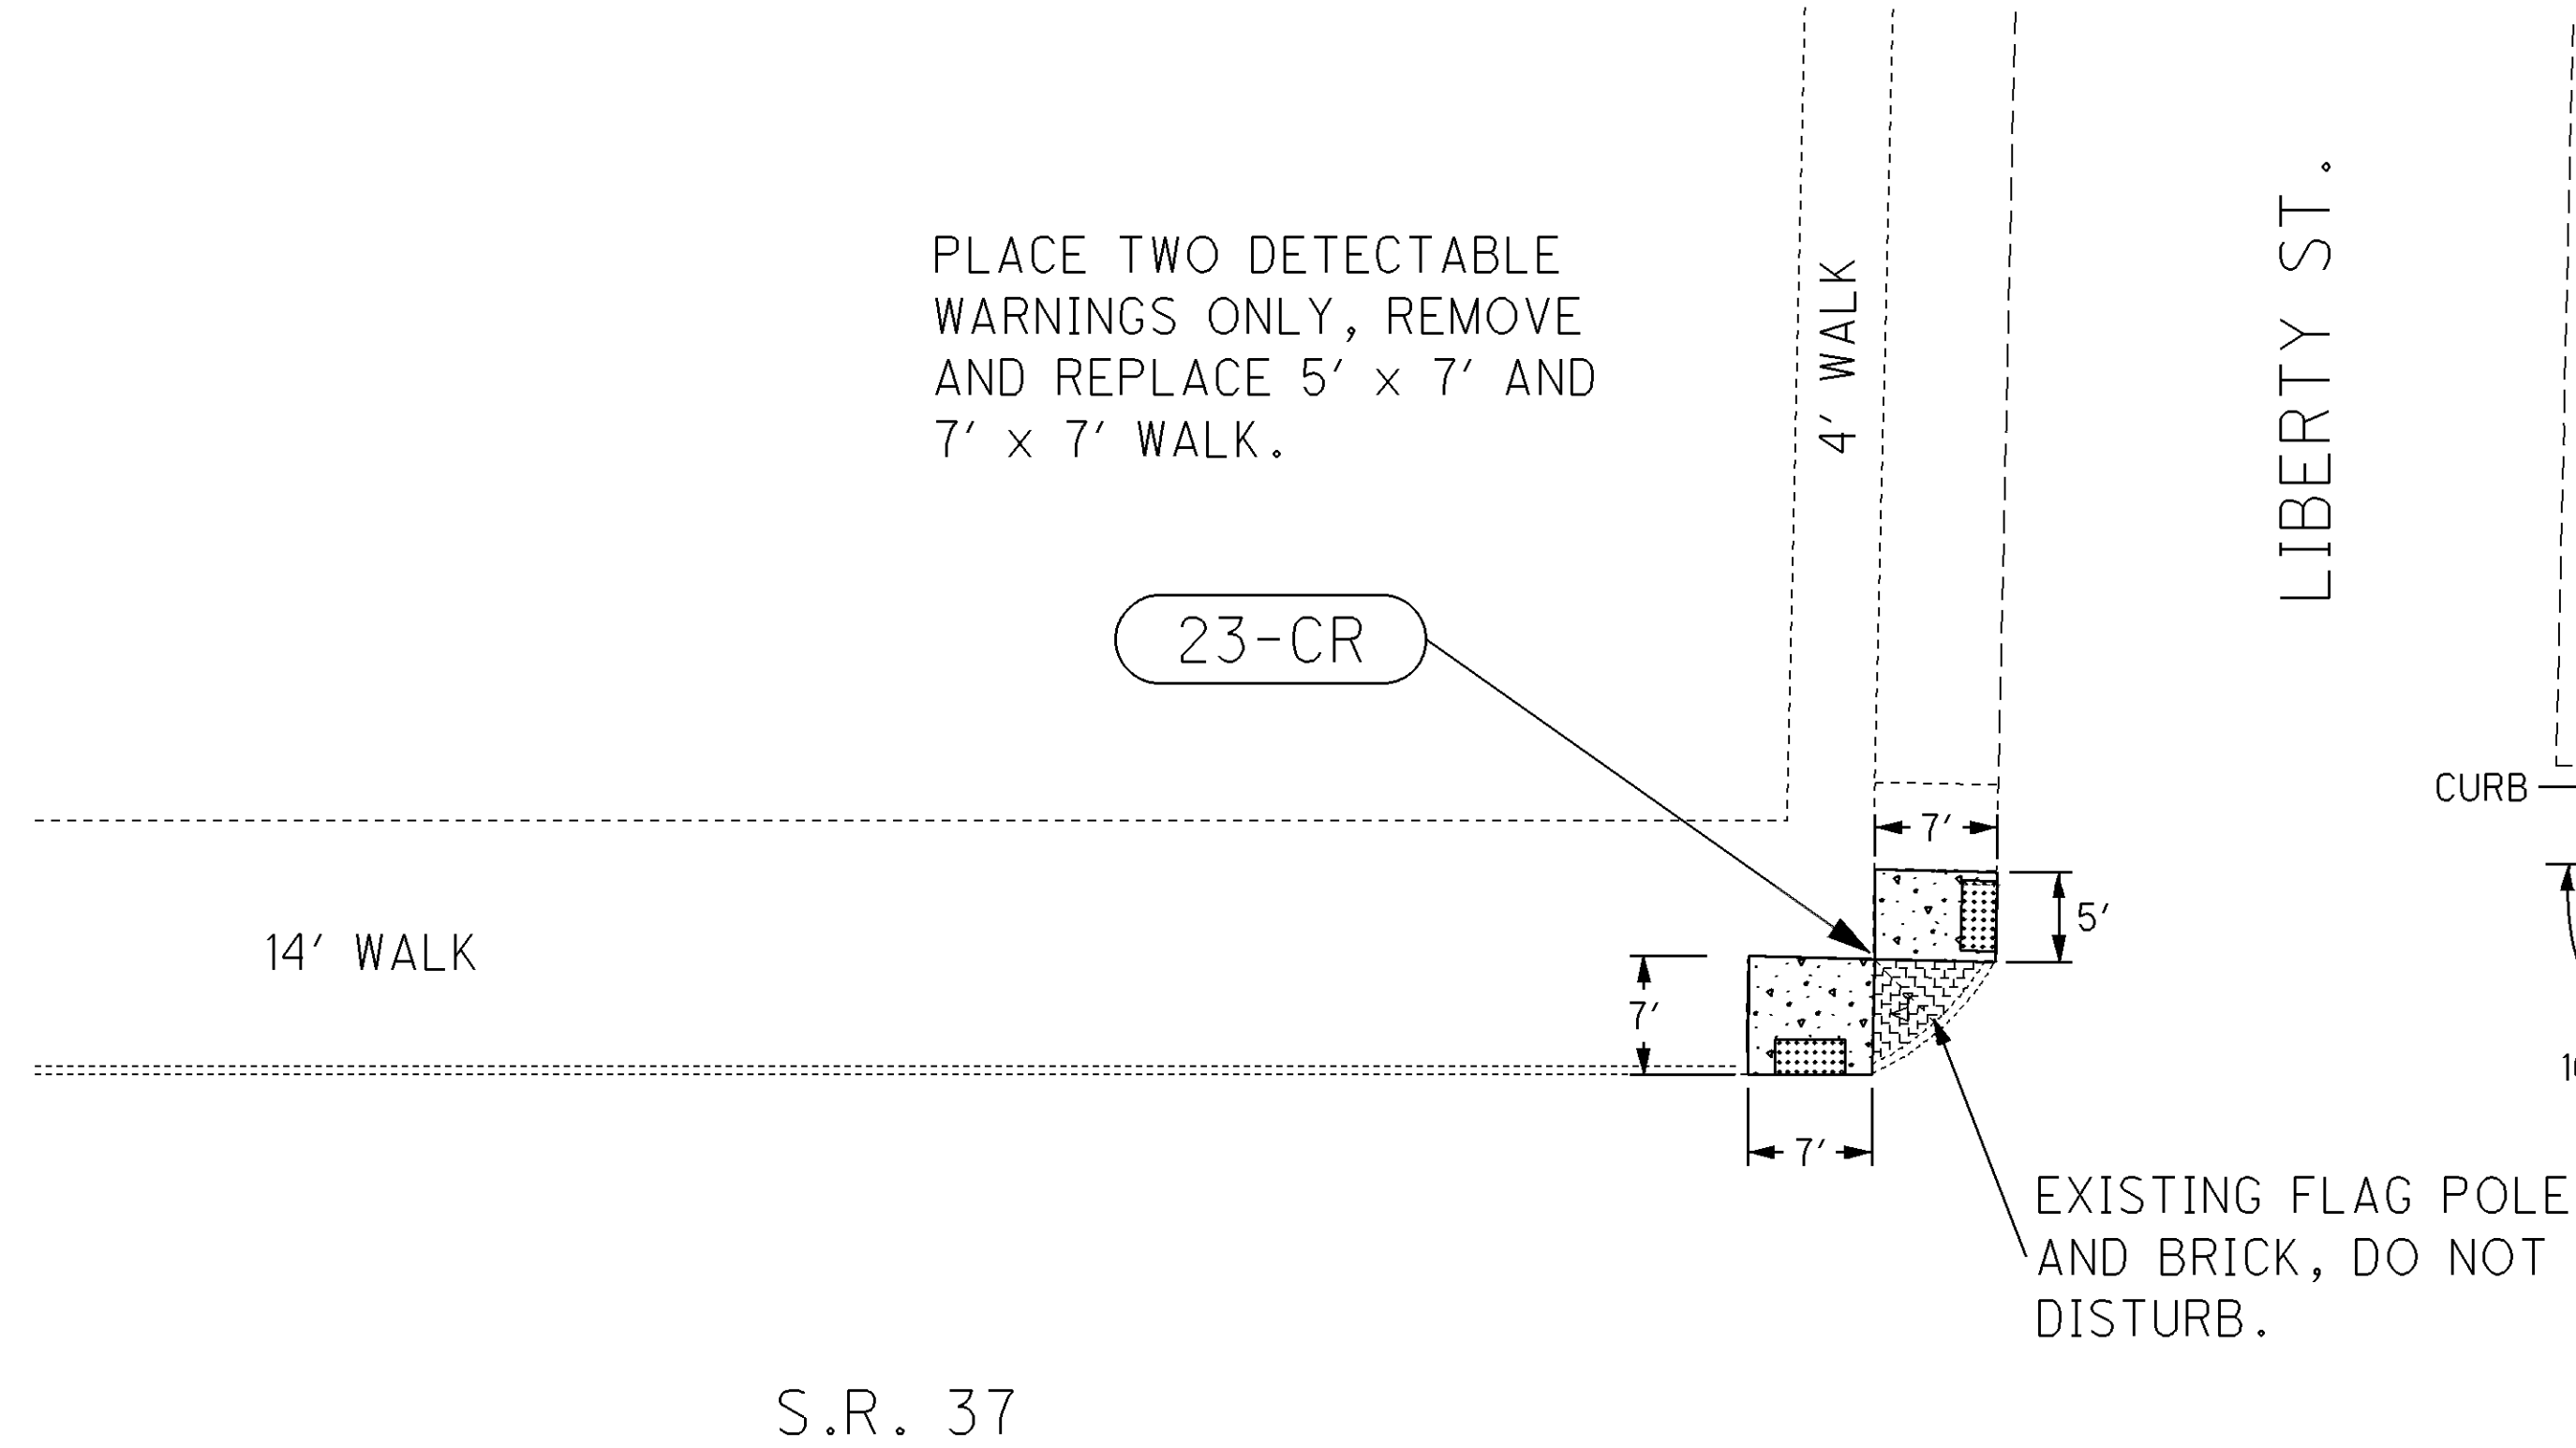 PLACE TWO DETECTABLE
WARNINGS ONLY, REMOVE
AND REPLACE 5' x 7' AND
7' x 7' WALK.
4' WALK
LIBERTY ST.
23-CR
CURB
7'
5'
14' WALK
7'
7'
EXISTING FLAG POLE
AND BRICK, DO NOT
DISTURB.
S.R. 37